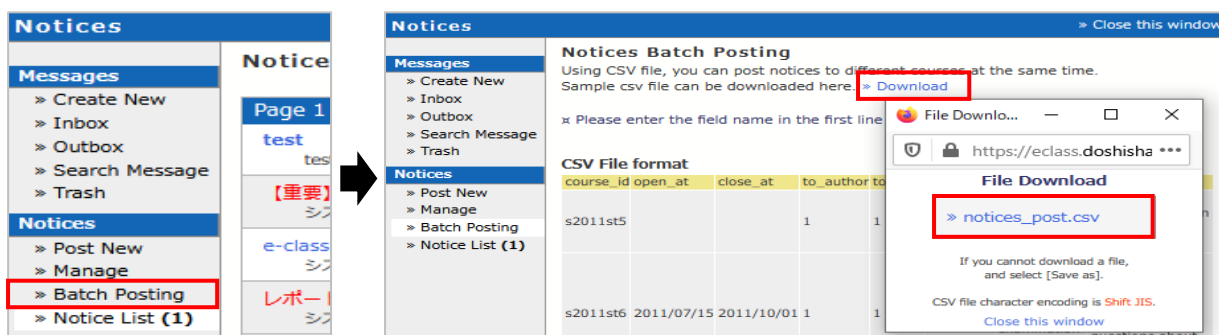 Notices
Messages
» Create New
» Inbox
» Outbox
» Search Message
» Trash
Notices
» Post New
» Manage
» Batch Posting
» Notice List (1)
Notice
Page 1
test
【重要】
e-class
レポート
Notices
» Close this window
Messages
» Create New
» Inbox
» Outbox
» Search Message
» Trash
Notices
» Post New
» Manage
» Batch Posting
» Notice List (1)
Notices Batch Posting
Using CSV file, you can post notices to different courses at the same time.
Sample csv file can be downloaded here. » Download
¤ Please enter the field name in the first line
CSV File format
course_id open_at close_at to_author
s2011st5 1 1
s2011st6 2011/07/15 2011/10/01 1 1
File Downlo...
https://eclass.doshisha
File Download
» notices_post.csv
If you cannot download a file,
and select [Save as].
CSV file character encoding is Shift JIS.
Close this window